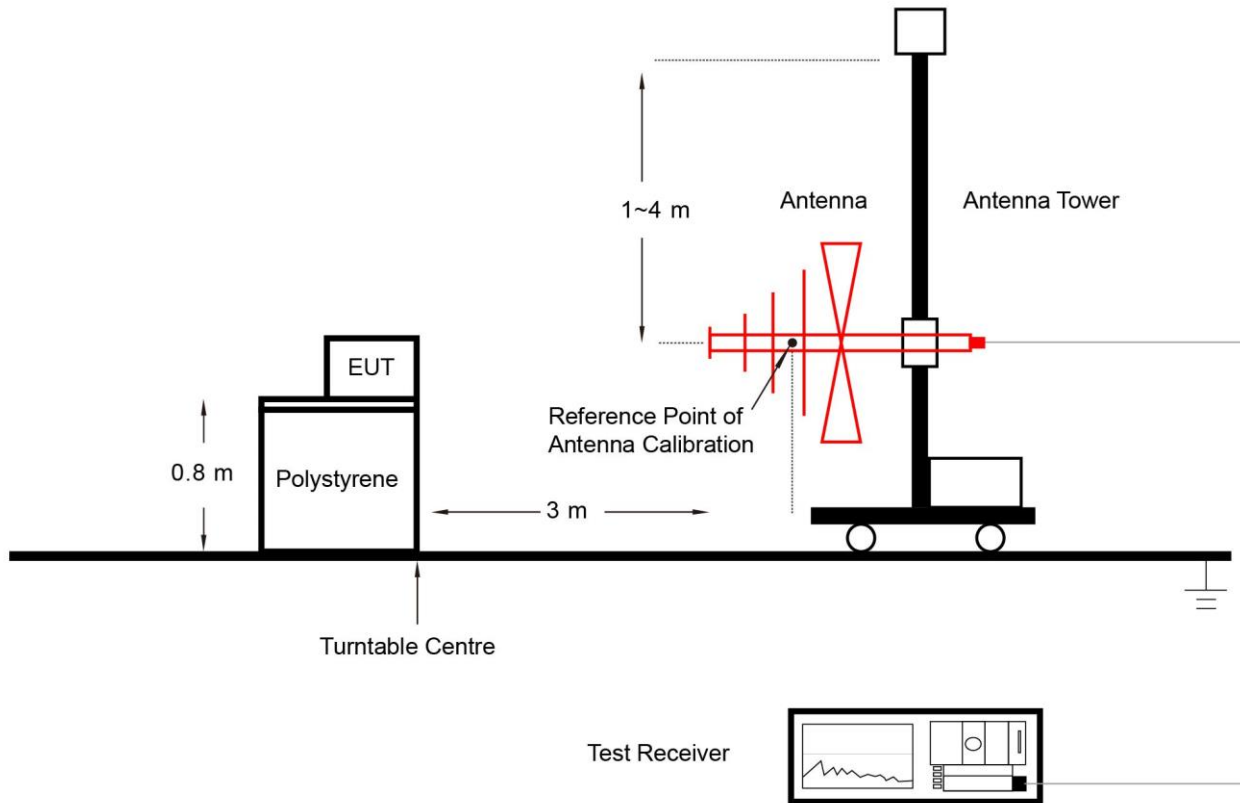 1~4 m
Antenna
Antenna Tower
EUT
Reference Point of
Antenna Calibration
0.8 m
Polystyrene
3 m
Turntable Centre
Test Receiver